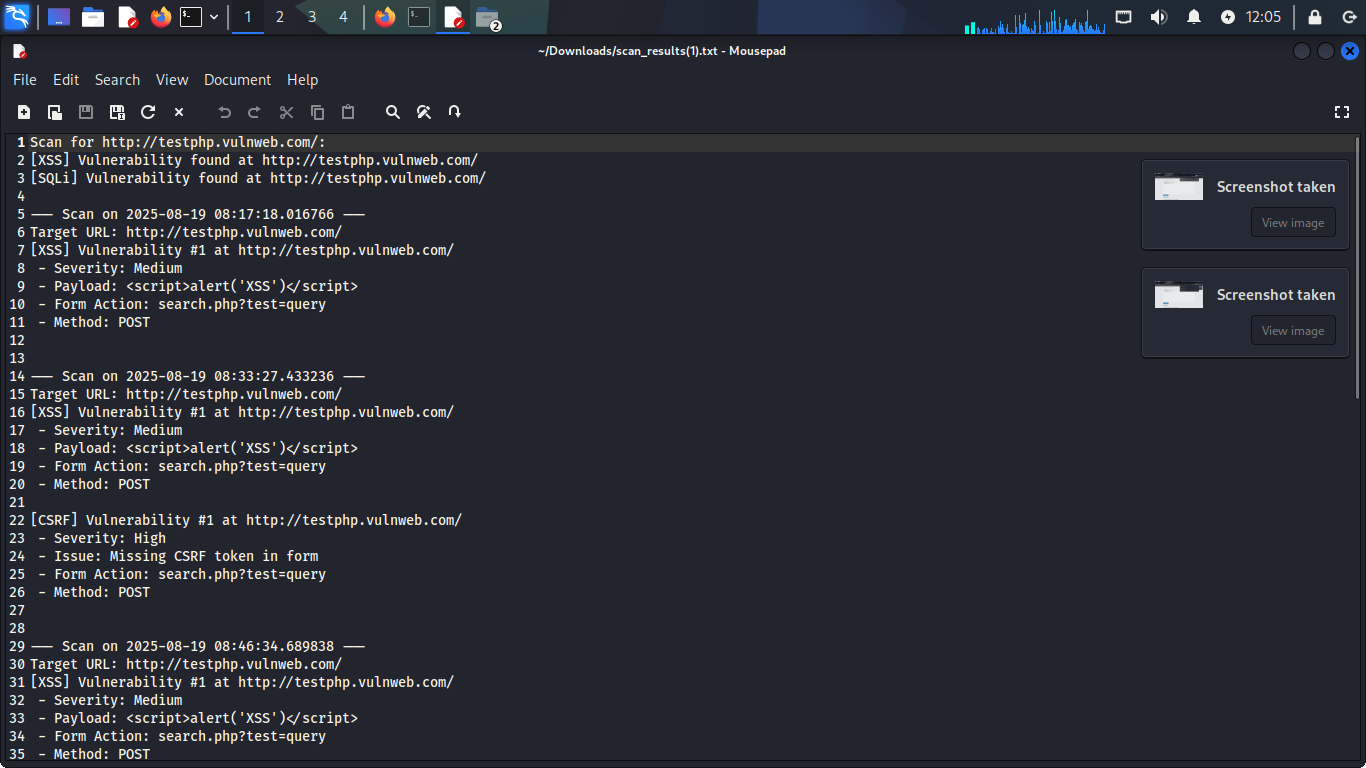 1 2 3 4 2 12:05
~/Downloads/scan_results(1).txt - Mousepad
File Edit Search View Document Help
1 Scan for http://testphp.vulnweb.com/:
2 [XSS] Vulnerability found at http://testphp.vulnweb.com/
3 [SQLi] Vulnerability found at http://testphp.vulnweb.com/
4
5 --- Scan on 2025-08-19 08:17:18.016766 ---
6 Target URL: http://testphp.vulnweb.com/
7 [XSS] Vulnerability #1 at http://testphp.vulnweb.com/
8 - Severity: Medium
9 - Payload: <script>alert('XSS')</script>
10 - Form Action: search.php?test=query
11 - Method: POST
12
13
14 --- Scan on 2025-08-19 08:33:27.433236 ---
15 Target URL: http://testphp.vulnweb.com/
16 [XSS] Vulnerability #1 at http://testphp.vulnweb.com/
17 - Severity: Medium
18 - Payload: <script>alert('XSS')</script>
19 - Form Action: search.php?test=query
20 - Method: POST
21
22 [CSRF] Vulnerability #1 at http://testphp.vulnweb.com/
23 - Severity: High
24 - Issue: Missing CSRF token in form
25 - Form Action: search.php?test=query
26 - Method: POST
27
28
29 --- Scan on 2025-08-19 08:46:34.689838 ---
30 Target URL: http://testphp.vulnweb.com/
31 [XSS] Vulnerability #1 at http://testphp.vulnweb.com/
32 - Severity: Medium
33 - Payload: <script>alert('XSS')</script>
34 - Form Action: search.php?test=query
35 - Method: POST
Screenshot taken
View image
Screenshot taken
View image